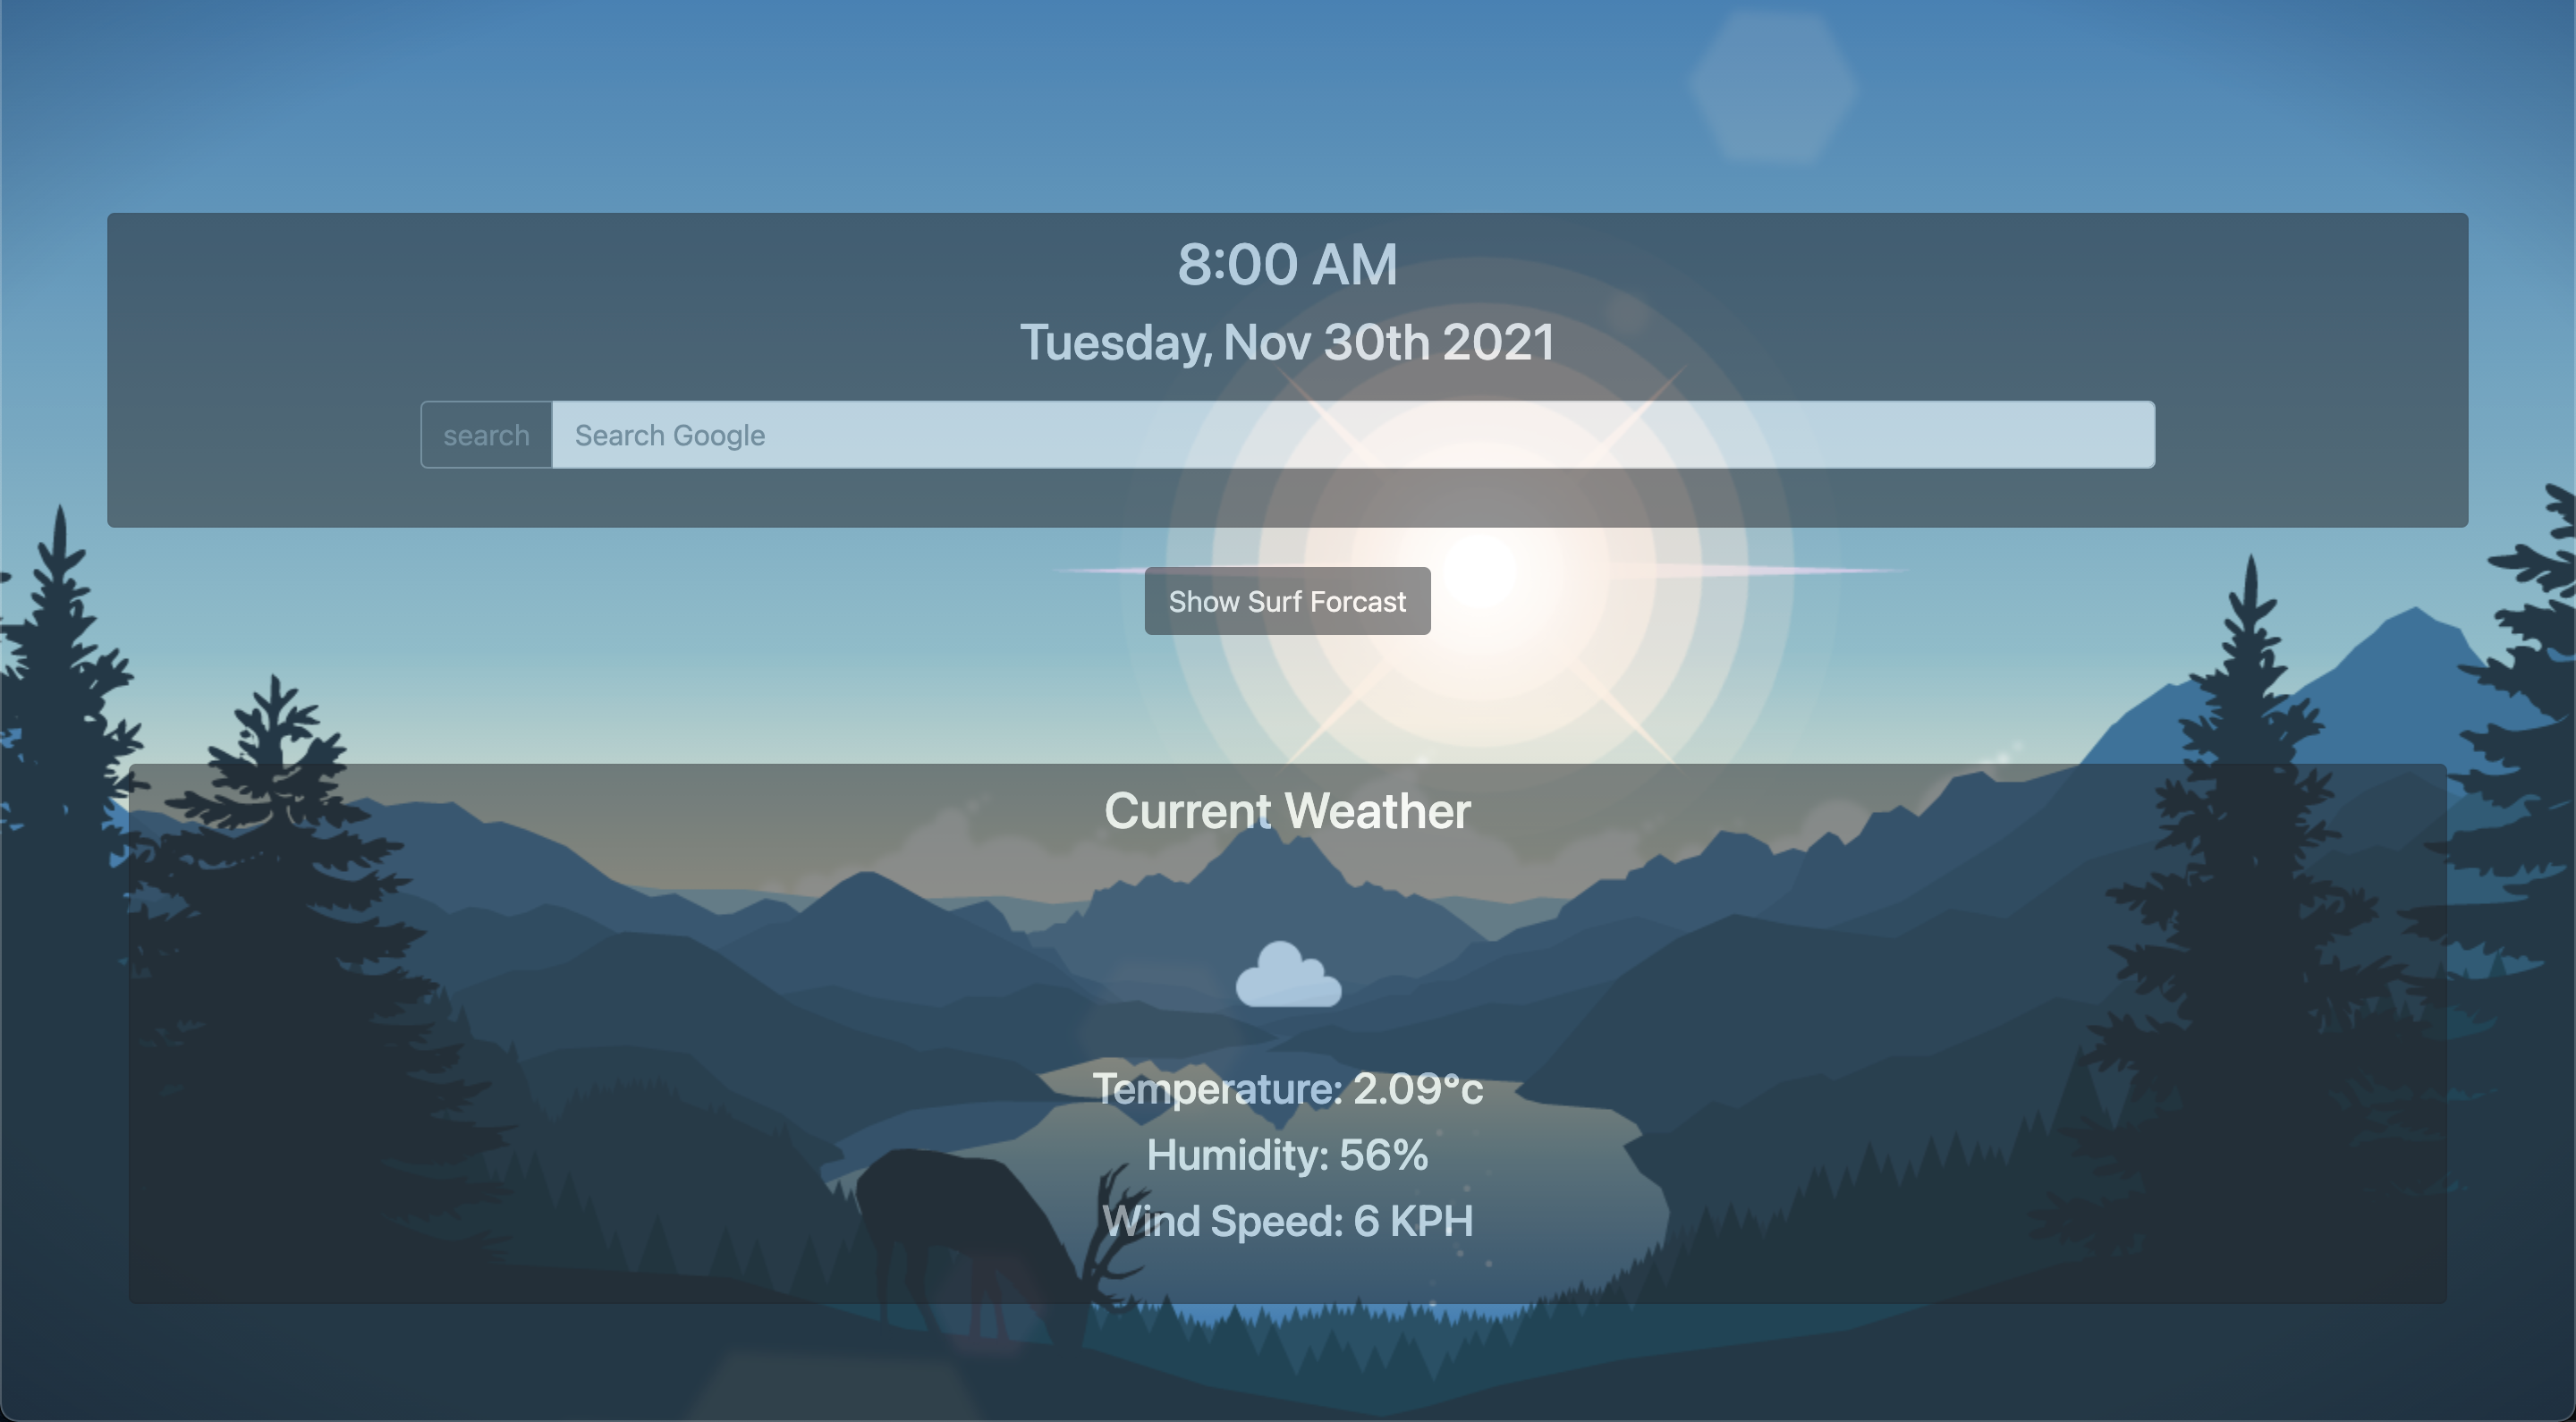 8:00 AM
Tuesday, Nov 30th 2021
search Search Google
Show Surf Forcast
Current Weather
Temperature: 2.09°c
Humidity: 56%
Wind Speed: 6 KPH